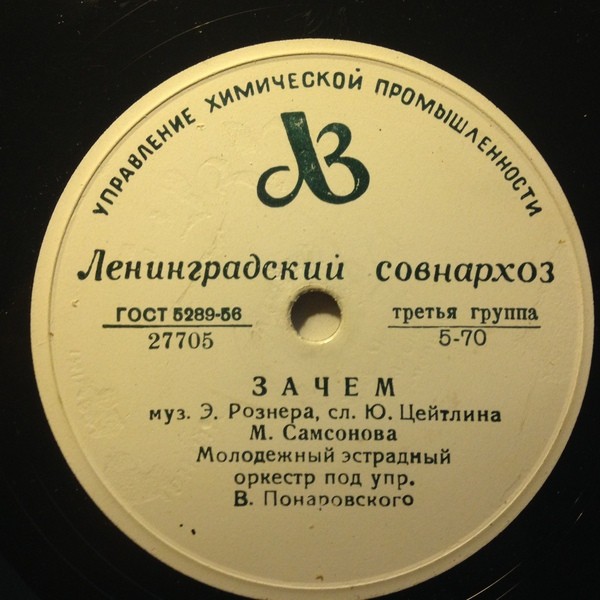 УПРАВЛЕНИЕ ХИМИЧЕСКОЙ ПРОМЫШЛЕННОСТИ
ЛЗ
Ленинградский совнархоз
ГОСТ 5289-56
27705
третья группа
5-70
ЗАЧЕМ
муз. Э. Рознера, сл. Ю. Цейтлина
М. Самсонова
Молодежный эстрадный
оркестр под упр.
В. Понаровского